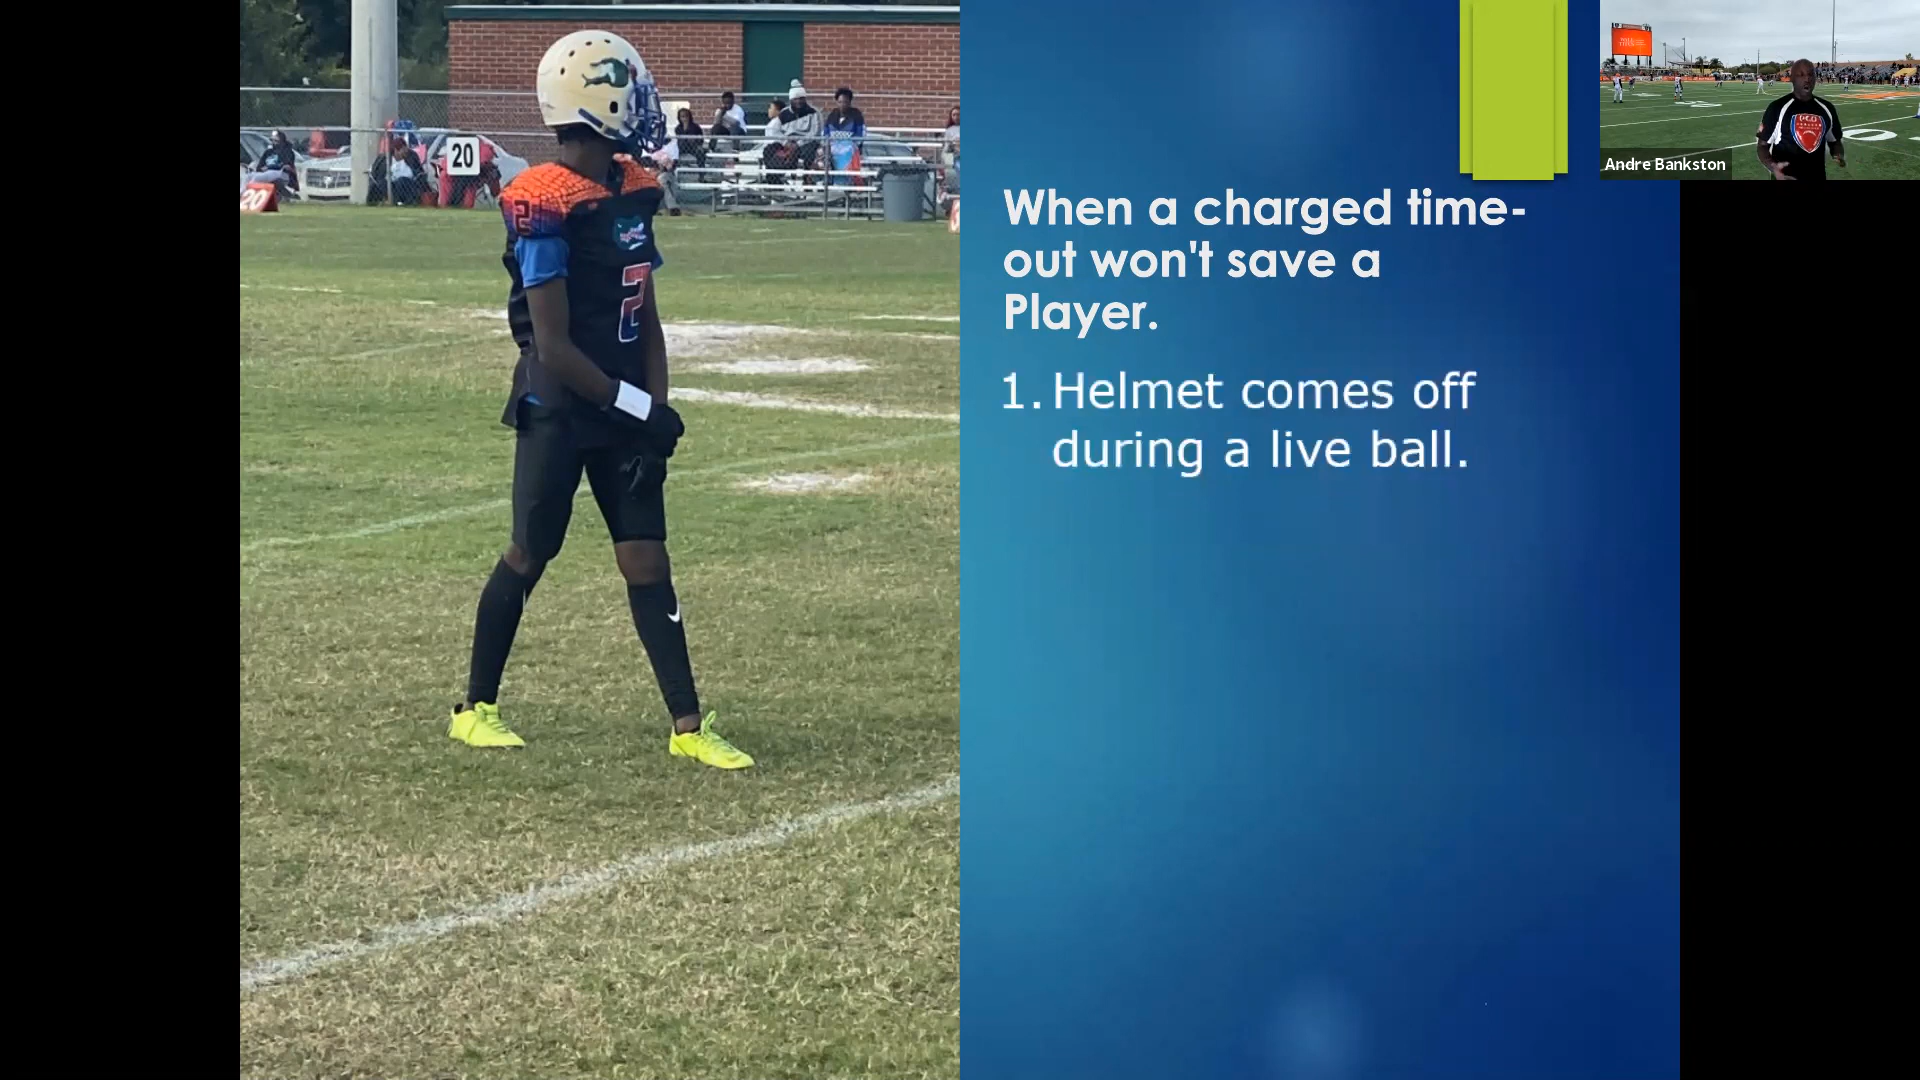 20
20
2
2
When a charged time-
out won't save a
Player.
1. Helmet comes off
during a live ball.
Andre Bankston